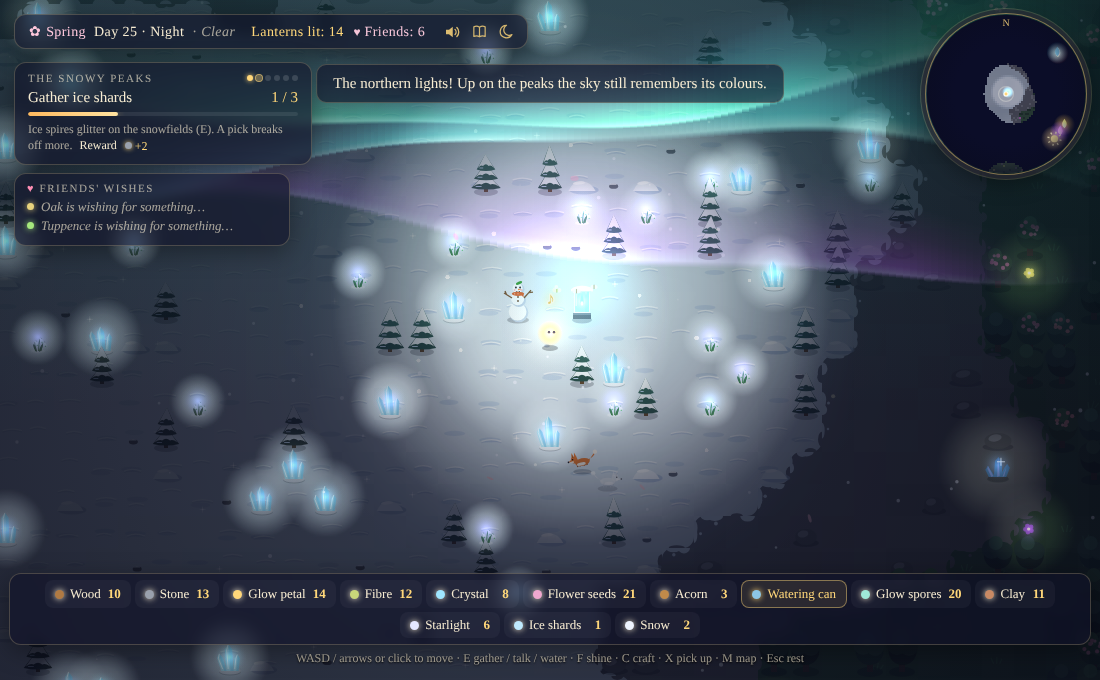 ✿ Spring Day 25 · Night · Clear Lanterns lit: 14 ♥ Friends: 6
N
THE SNOWY PEAKS
Gather ice shards 1 / 3
Ice spires glitter on the snowfields (E). A pick breaks
off more. Reward +2
The northern lights! Up on the peaks the sky still remembers its colours.
♥ FRIENDS' WISHES
Oak is wishing for something…
Tuppence is wishing for something…
Wood 10 Stone 13 Glow petal 14 Fibre 12 Crystal 8 Flower seeds 21 Acorn 3 Watering can Glow spores 20 Clay 11
Starlight 6 Ice shards 1 Snow 2
WASD / arrows or click to move · E gather / talk / water · F shine · C craft · X pick up · M map · Esc rest